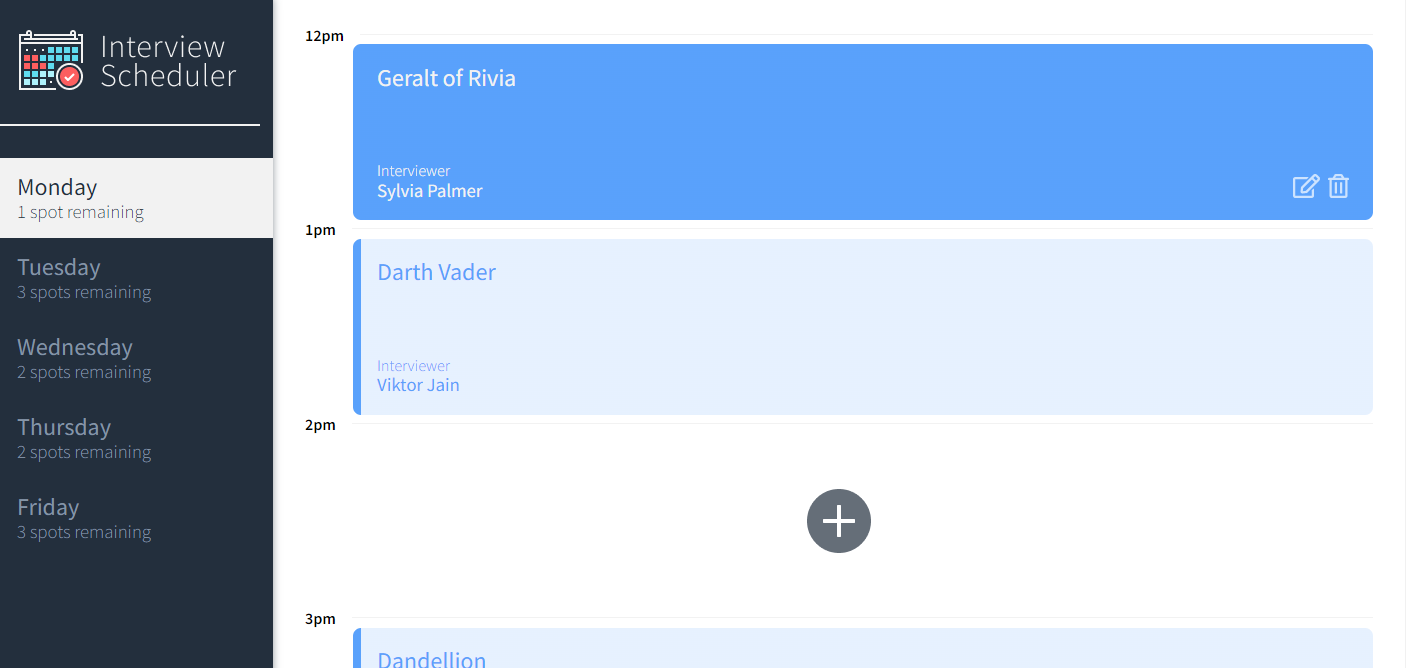 Interview
Scheduler
Monday
1 spot remaining
Tuesday
3 spots remaining
Wednesday
2 spots remaining
Thursday
2 spots remaining
Friday
3 spots remaining
12pm
Geralt of Rivia
Interviewer
Sylvia Palmer
1pm
Darth Vader
Interviewer
Viktor Jain
2pm
3pm
Dandellion